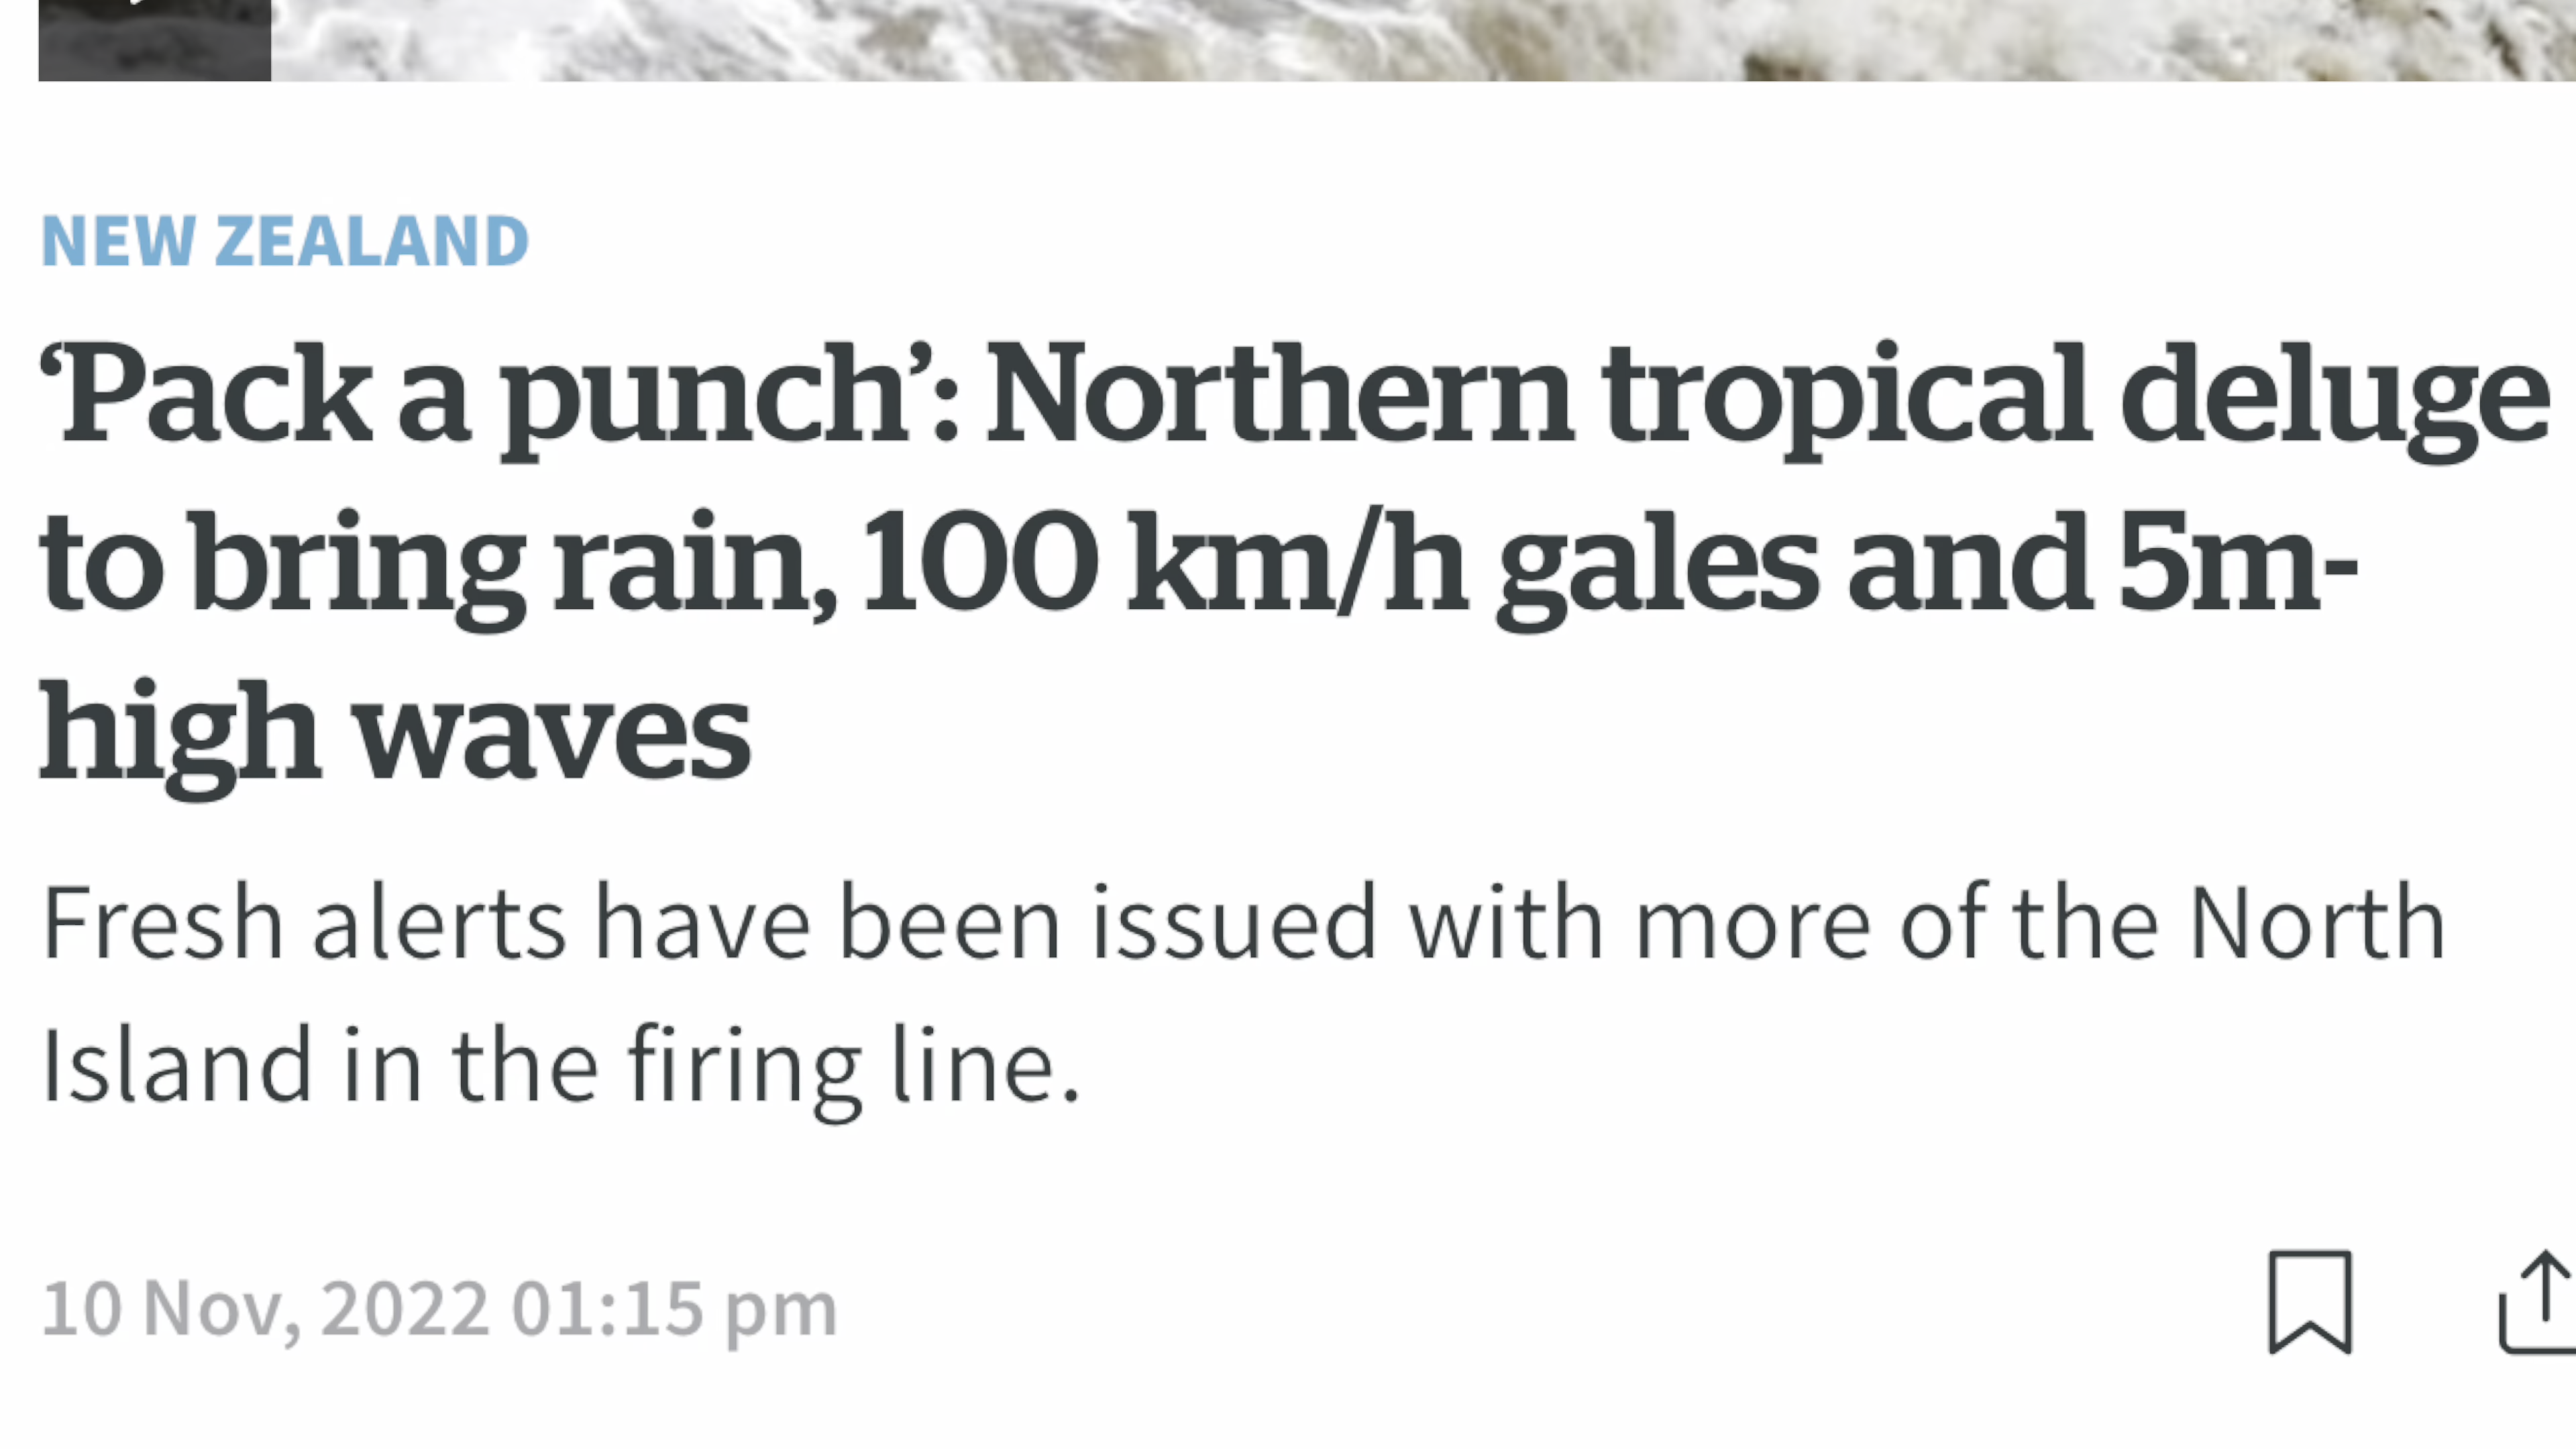 NEW ZEALAND
‘Pack a punch’: Northern tropical deluge
to bring rain, 100 km/h gales and 5m-
high waves
Fresh alerts have been issued with more of the North
Island in the firing line.
10 Nov, 2022 01:15 pm